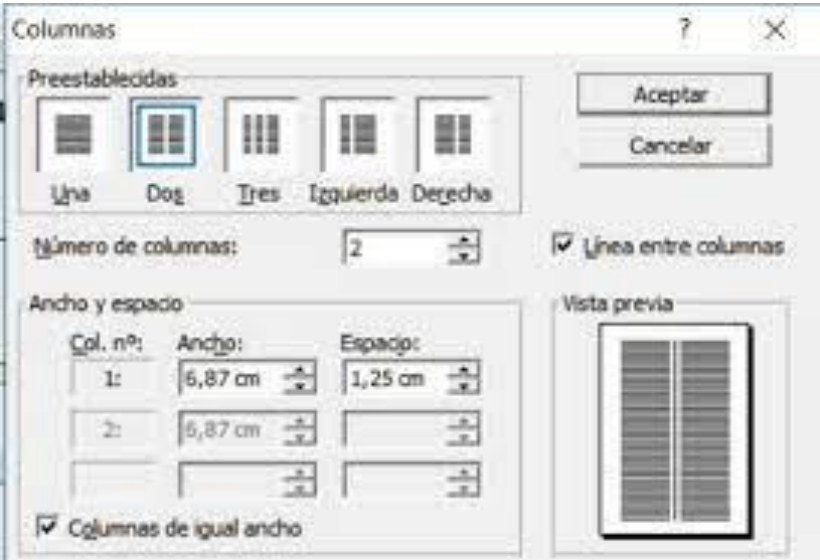 Columnas ?
Preestablecidas
Una Dos Tres Izquierda Derecha
Aceptar
Cancelar
Número de columnas: 2
Línea entre columnas
Ancho y espacio
Col. nº: Ancho: Espacio:
1: 6,87 cm 1,25 cm
2: 6,87 cm
Columnas de igual ancho
Vista previa